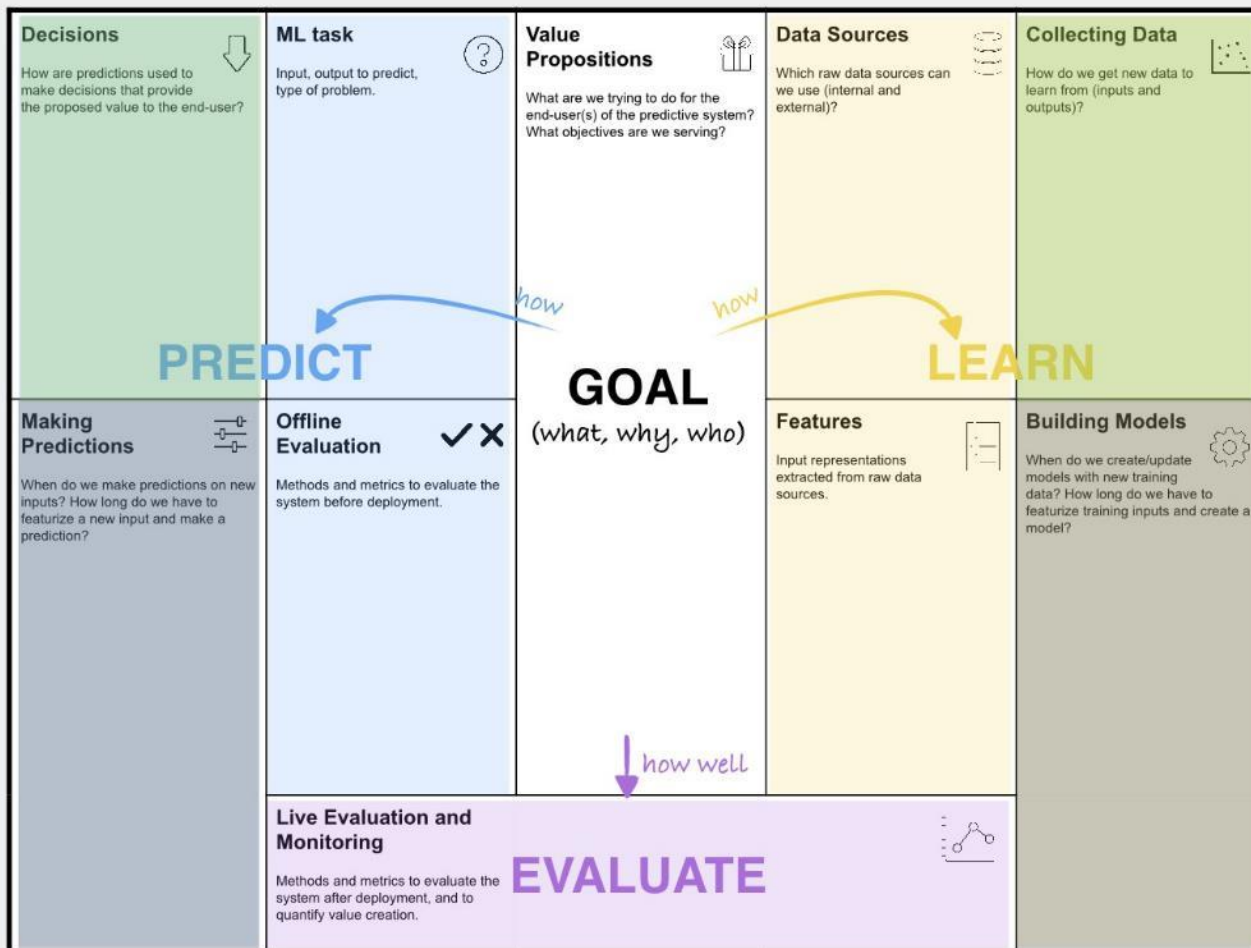 Decisions
How are predictions used to
make decisions that provide
the proposed value to the end-user?
ML task
Input, output to predict,
type of problem.
Value
Propositions
What are we trying to do for the
end-user(s) of the predictive system?
What objectives are we serving?
Data Sources
Which raw data sources can
we use (internal and
external)?
Collecting Data
How do we get new data to
learn from (inputs and
outputs)?
how
how
PREDICT
LEARN
GOAL
(what, why, who)
Making
Predictions
When do we make predictions on new
inputs? How long do we have to
featurize a new input and make a
prediction?
Offline
Evaluation
Methods and metrics to evaluate the
system before deployment.
Features
Input representations
extracted from raw data
sources.
Building Models
When do we create/update
models with new training
data? How long do we have to
featurize training inputs and create a
model?
how well
Live Evaluation and
Monitoring
Methods and metrics to evaluate the
system after deployment, and to
quantify value creation.
EVALUATE